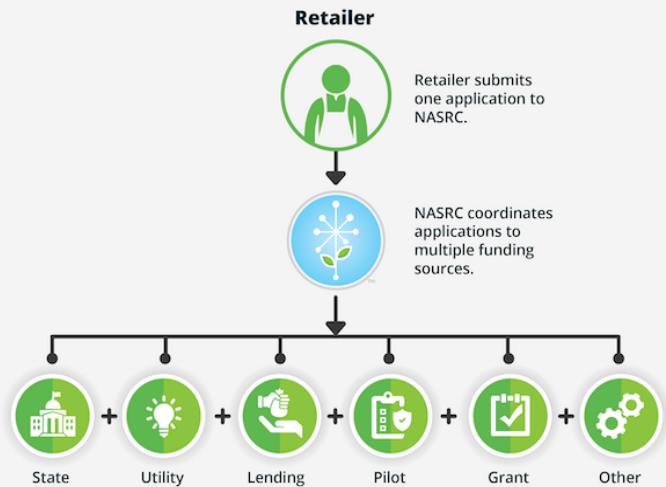 Retailer
Retailer submits
one application to
NASRC.
NASRC coordinates
applications to
multiple funding
sources.
State
Utility
Lending
Pilot
Grant
Other